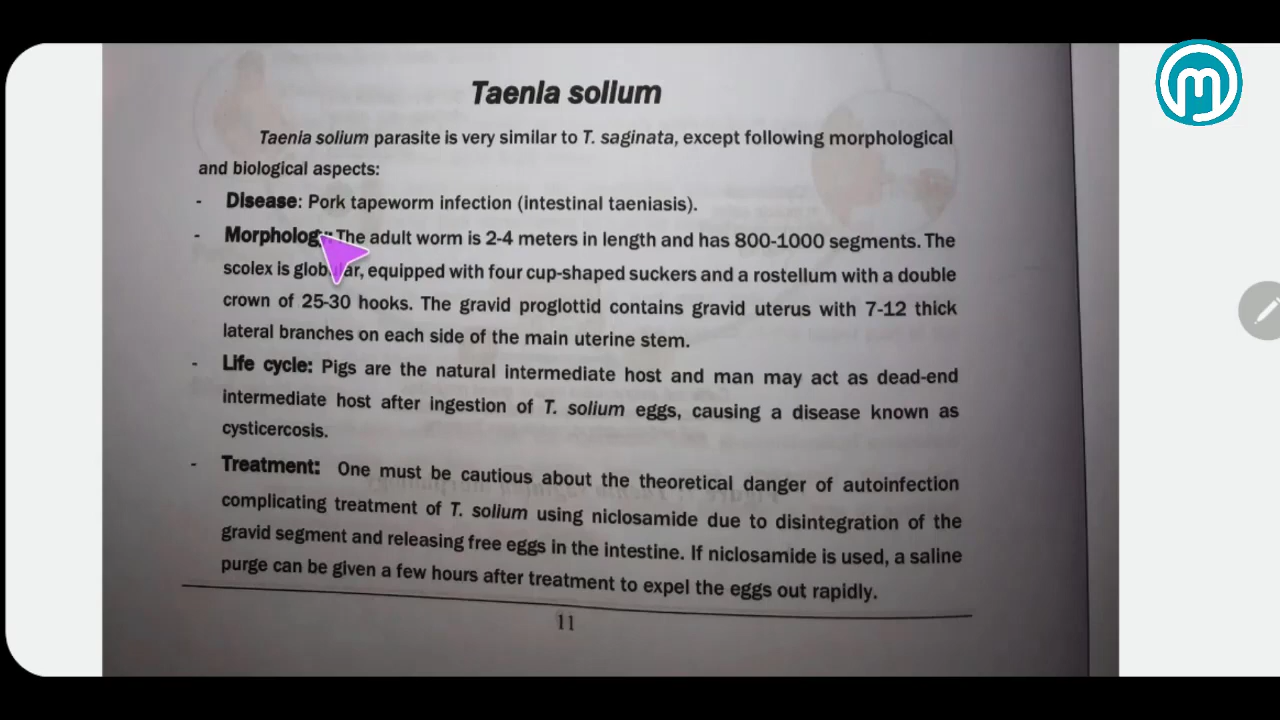 Taenia solium
Taenia solium parasite is very similar to T. saginata, except following morphological
and biological aspects:
- Disease: Pork tapeworm infection (intestinal taeniasis).
- Morphology: The adult worm is 2-4 meters in length and has 800-1000 segments. The
scolex is globular, equipped with four cup-shaped suckers and a rostellum with a double
crown of 25-30 hooks. The gravid proglottid contains gravid uterus with 7-12 thick
lateral branches on each side of the main uterine stem.
- Life cycle: Pigs are the natural intermediate host and man may act as dead-end
intermediate host after ingestion of T. solium eggs, causing a disease known as
cysticercosis.
- Treatment: One must be cautious about the theoretical danger of autoinfection
complicating treatment of T. solium using niclosamide due to disintegration of the
gravid segment and releasing free eggs in the intestine. If niclosamide is used, a saline
purge can be given a few hours after treatment to expel the eggs out rapidly.
11